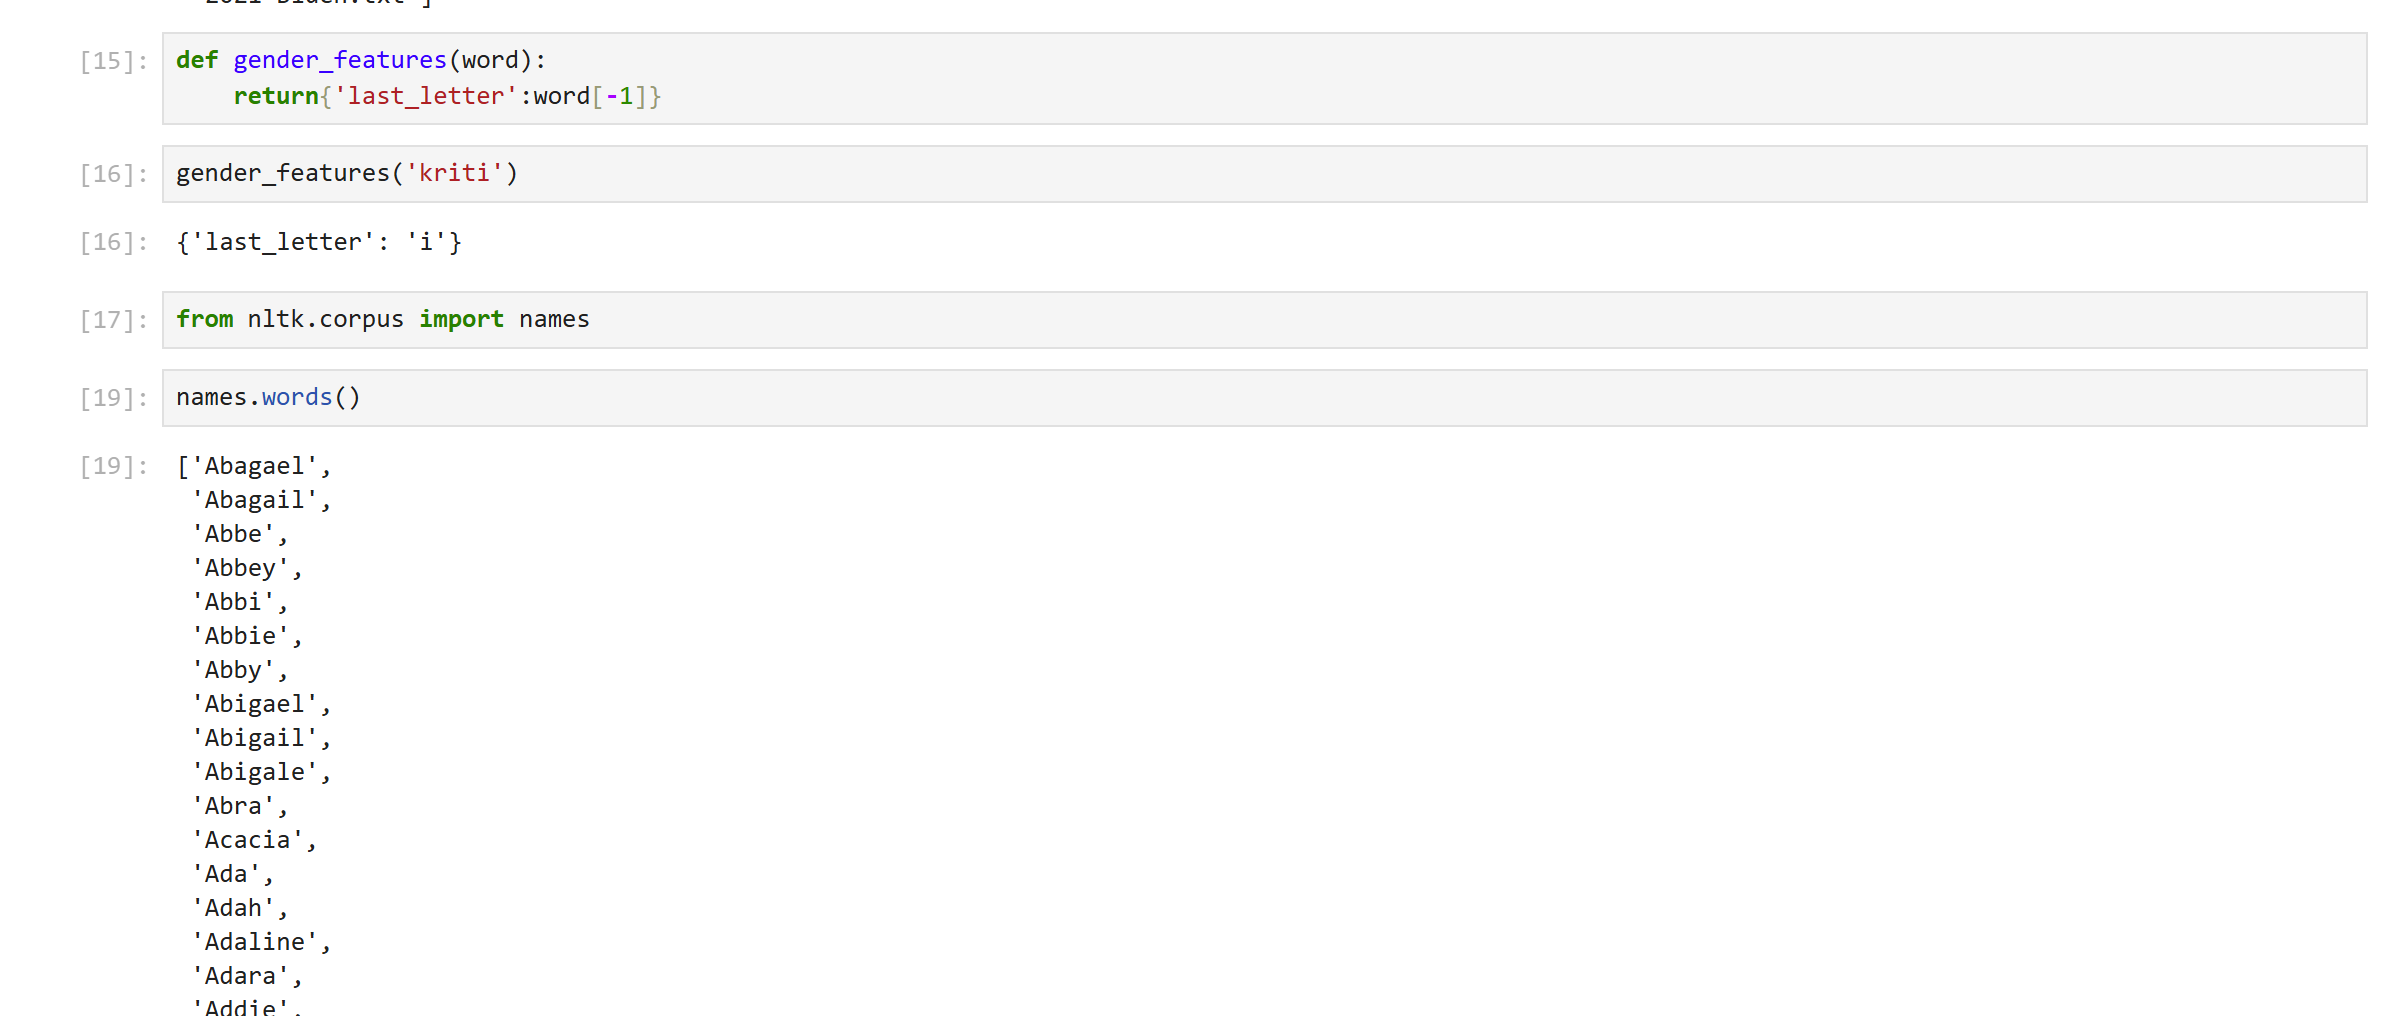 [15]: def gender_features(word):
    return{'last_letter':word[-1]}
[16]: gender_features('kriti')
[16]: {'last_letter': 'i'}
[17]: from nltk.corpus import names
[19]: names.words()
[19]: ['Abagael',
 'Abagail',
 'Abbe',
 'Abbey',
 'Abbi',
 'Abbie',
 'Abby',
 'Abigael',
 'Abigail',
 'Abigale',
 'Abra',
 'Acacia',
 'Ada',
 'Adah',
 'Adaline',
 'Adara',
 'Addie',